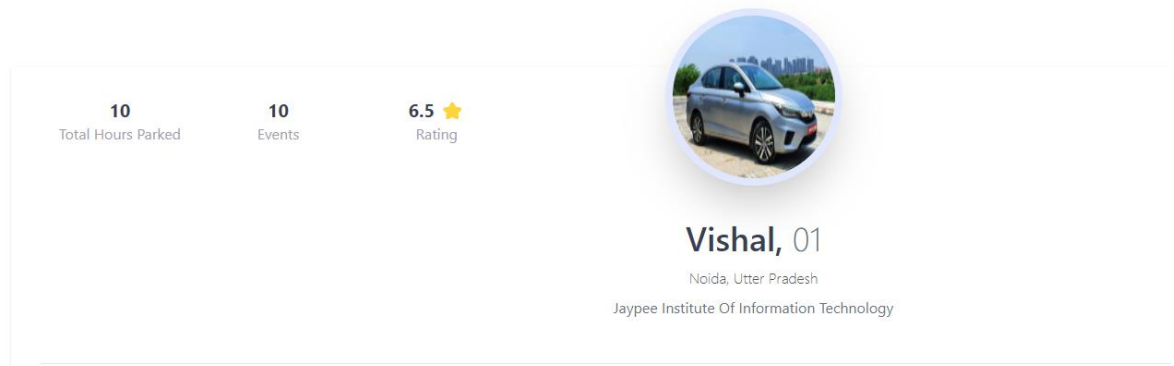 10 10 6.5
Total Hours Parked Events Rating
Vishal, 01
Noida, Utter Pradesh
Jaypee Institute Of Information Technology